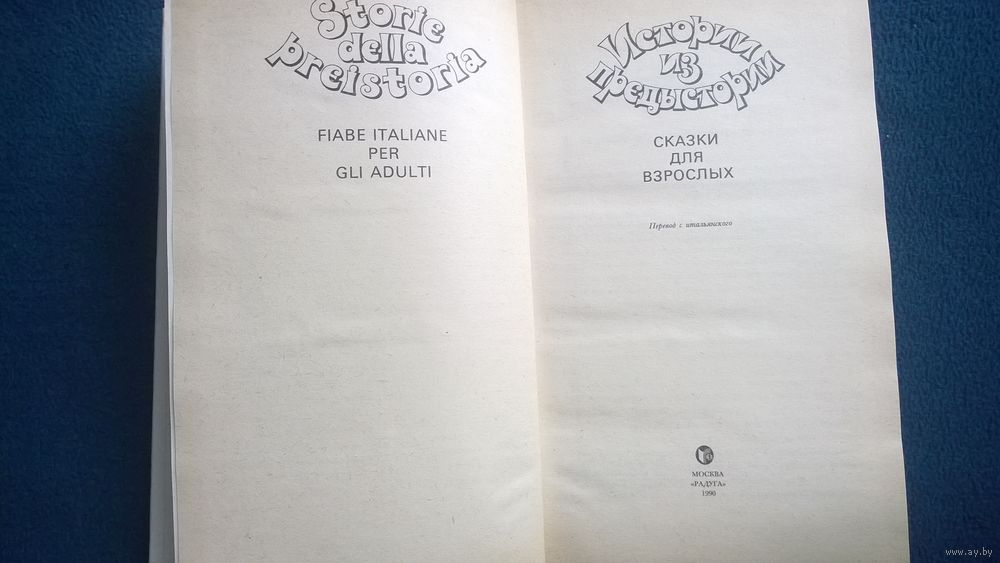 Storie
della
preistoria
FIABE ITALIANE
PER
GLI ADULTI
Истории
из
предыстории
СКАЗКИ
ДЛЯ
ВЗРОСЛЫХ
Перевод с итальянского
МОСКВА
«РАДУГА»
1990
www.ay.by